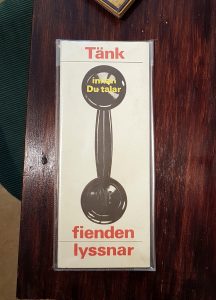 Tänk
innan
Du talar
fienden
lyssnar